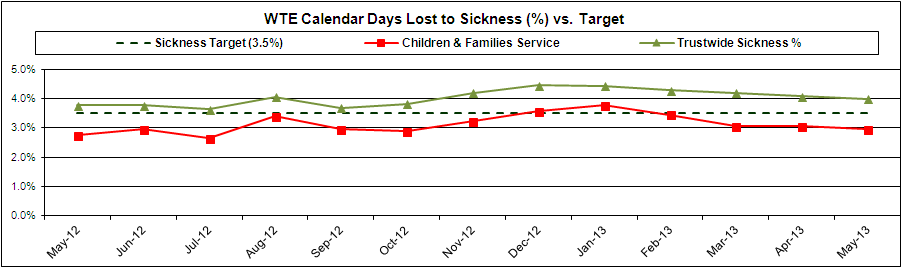 WTE Calendar Days Lost to Sickness (%) vs. Target
Sickness Target (3.5%) Children & Families Service Trustwide Sickness %
5.0%
4.0%
3.0%
2.0%
1.0%
0.0%
May-12 Jun-12 Jul-12 Aug-12 Sep-12 Oct-12 Nov-12 Dec-12 Jan-13 Feb-13 Mar-13 Apr-13 May-13